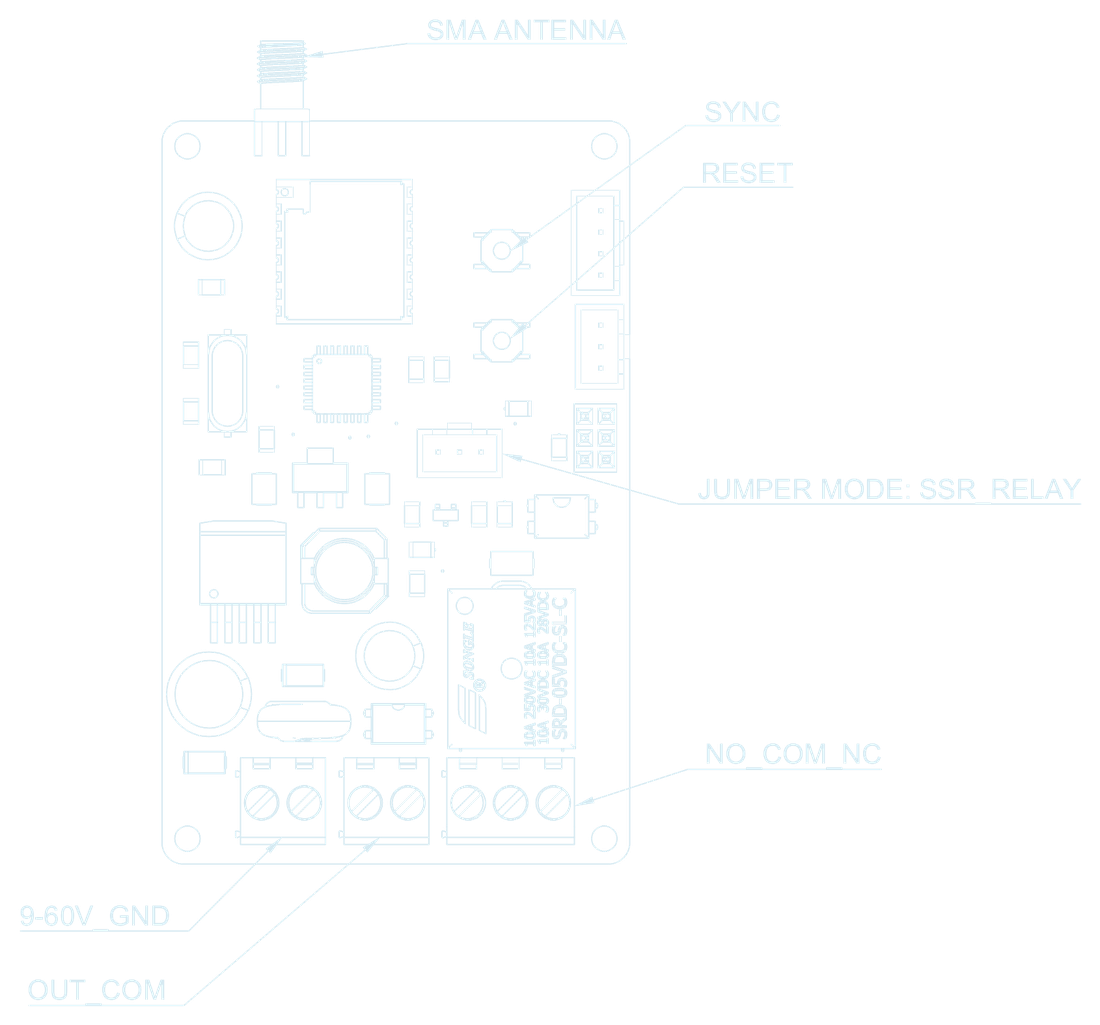 SMA ANTENNA
SYNC
RESET
JUMPER MODE: SSR_RELAY
SONGLE
®
10A 250VAC 10A 125VAC
10A 30VDC 10A 28VDC
SRD-05VDC-SL-C
NO_COM_NC
9-60V_GND
OUT_COM